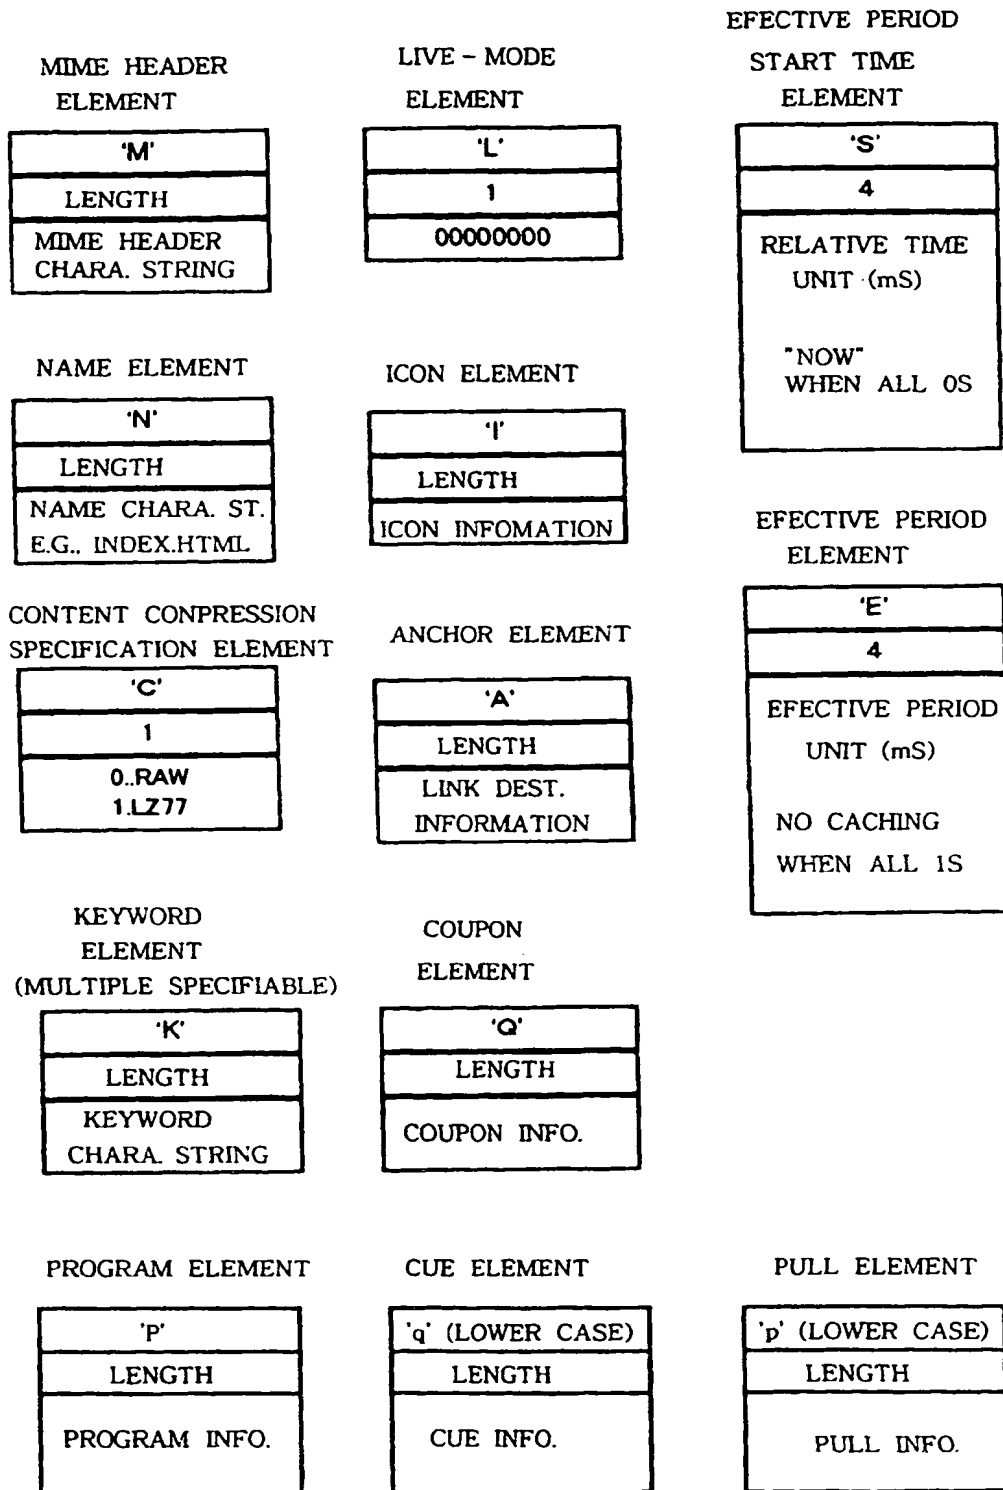 MIME HEADER
ELEMENT
'M'
LENGTH
MIME HEADER
CHARA. STRING
LIVE - MODE
ELEMENT
'L'
1
00000000
EFECTIVE PERIOD
START TIME
ELEMENT
'S'
4
RELATIVE TIME
UNIT (mS)
"NOW"
WHEN ALL 0S
NAME ELEMENT
'N'
LENGTH
NAME CHARA. ST.
E.G., INDEX.HTML
ICON ELEMENT
'I'
LENGTH
ICON INFOMATION
EFECTIVE PERIOD
ELEMENT
'E'
4
EFECTIVE PERIOD
UNIT (mS)
NO CACHING
WHEN ALL 1S
CONTENT CONPRESSION
SPECIFICATION ELEMENT
'C'
1
0..RAW
1.LZ77
ANCHOR ELEMENT
'A'
LENGTH
LINK DEST.
INFORMATION
KEYWORD
ELEMENT
(MULTIPLE SPECIFIABLE)
'K'
LENGTH
KEYWORD
CHARA. STRING
COUPON
ELEMENT
'Q'
LENGTH
COUPON INFO.
PROGRAM ELEMENT
'P'
LENGTH
PROGRAM INFO.
CUE ELEMENT
'q' (LOWER CASE)
LENGTH
CUE INFO.
PULL ELEMENT
'p' (LOWER CASE)
LENGTH
PULL INFO.